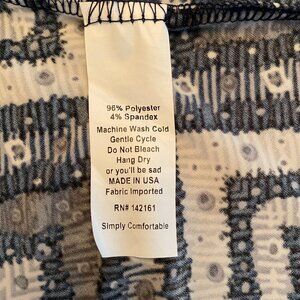 96% Polyester
4% Spandex
Machine Wash Cold
Gentle Cycle
Do Not Bleach
Hang Dry
or you'll be sad
MADE IN USA
Fabric Imported
RN# 142161
Simply Comfortable